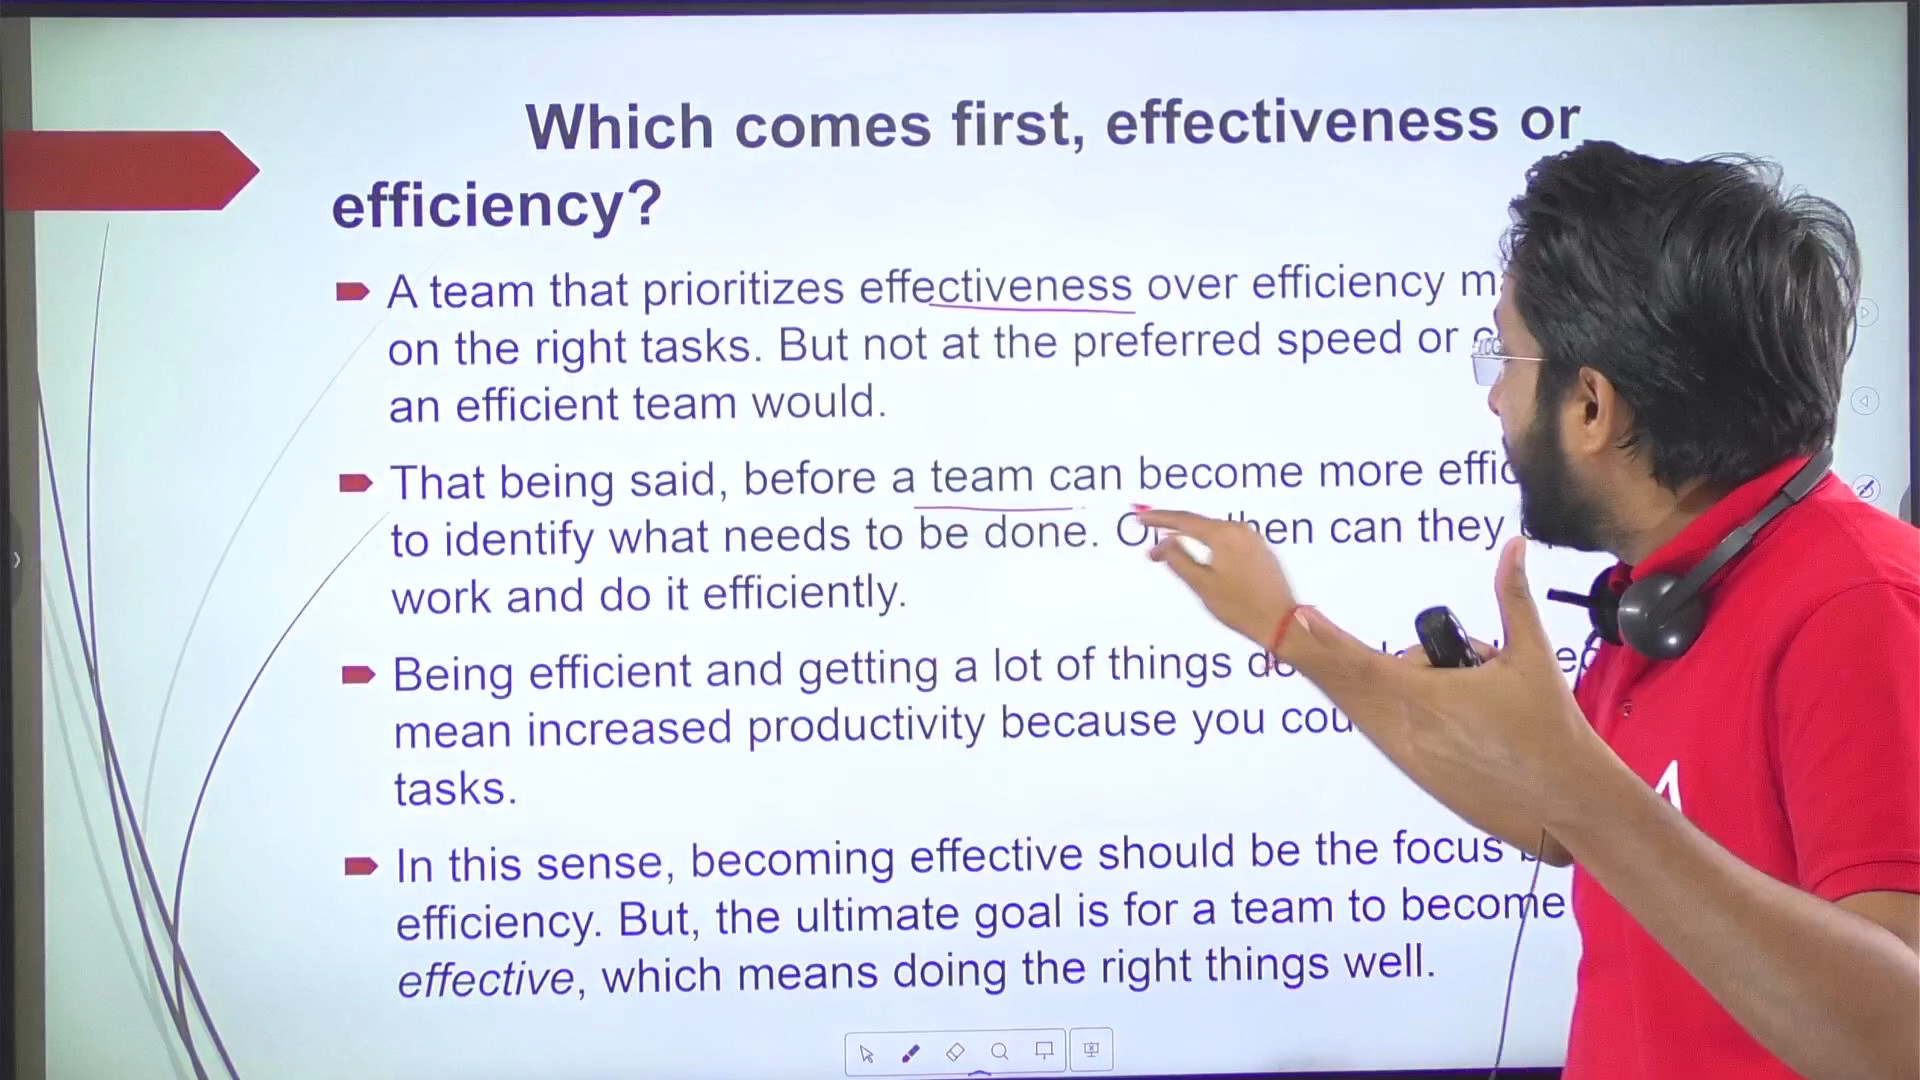 Which comes first, effectiveness or
efficiency?
A team that prioritizes effectiveness over efficiency
on the right tasks. But not at the preferred speed or
an efficient team would.
That being said, before a team can become more
to identify what needs to be done. can they
work and do it efficiently.
Being efficient and getting a lot of things
mean increased productivity because you
tasks.
In this sense, becoming effective should be the focus
efficiency. But, the ultimate goal is for a team to become
effective, which means doing the right things well.